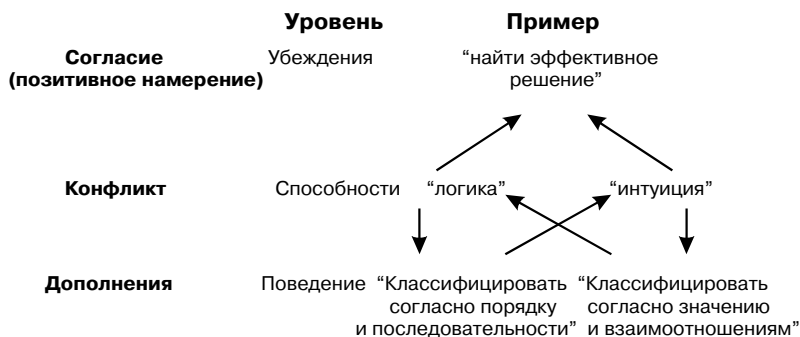 Уровень Пример
Согласие Убеждения “найти эффективное
(позитивное намерение) решение”
Конфликт Способности “логика” “интуиция”
Дополнения Поведение “Классифицировать “Классифицировать
согласно порядку согласно значению
и последовательности” и взаимоотношениям”